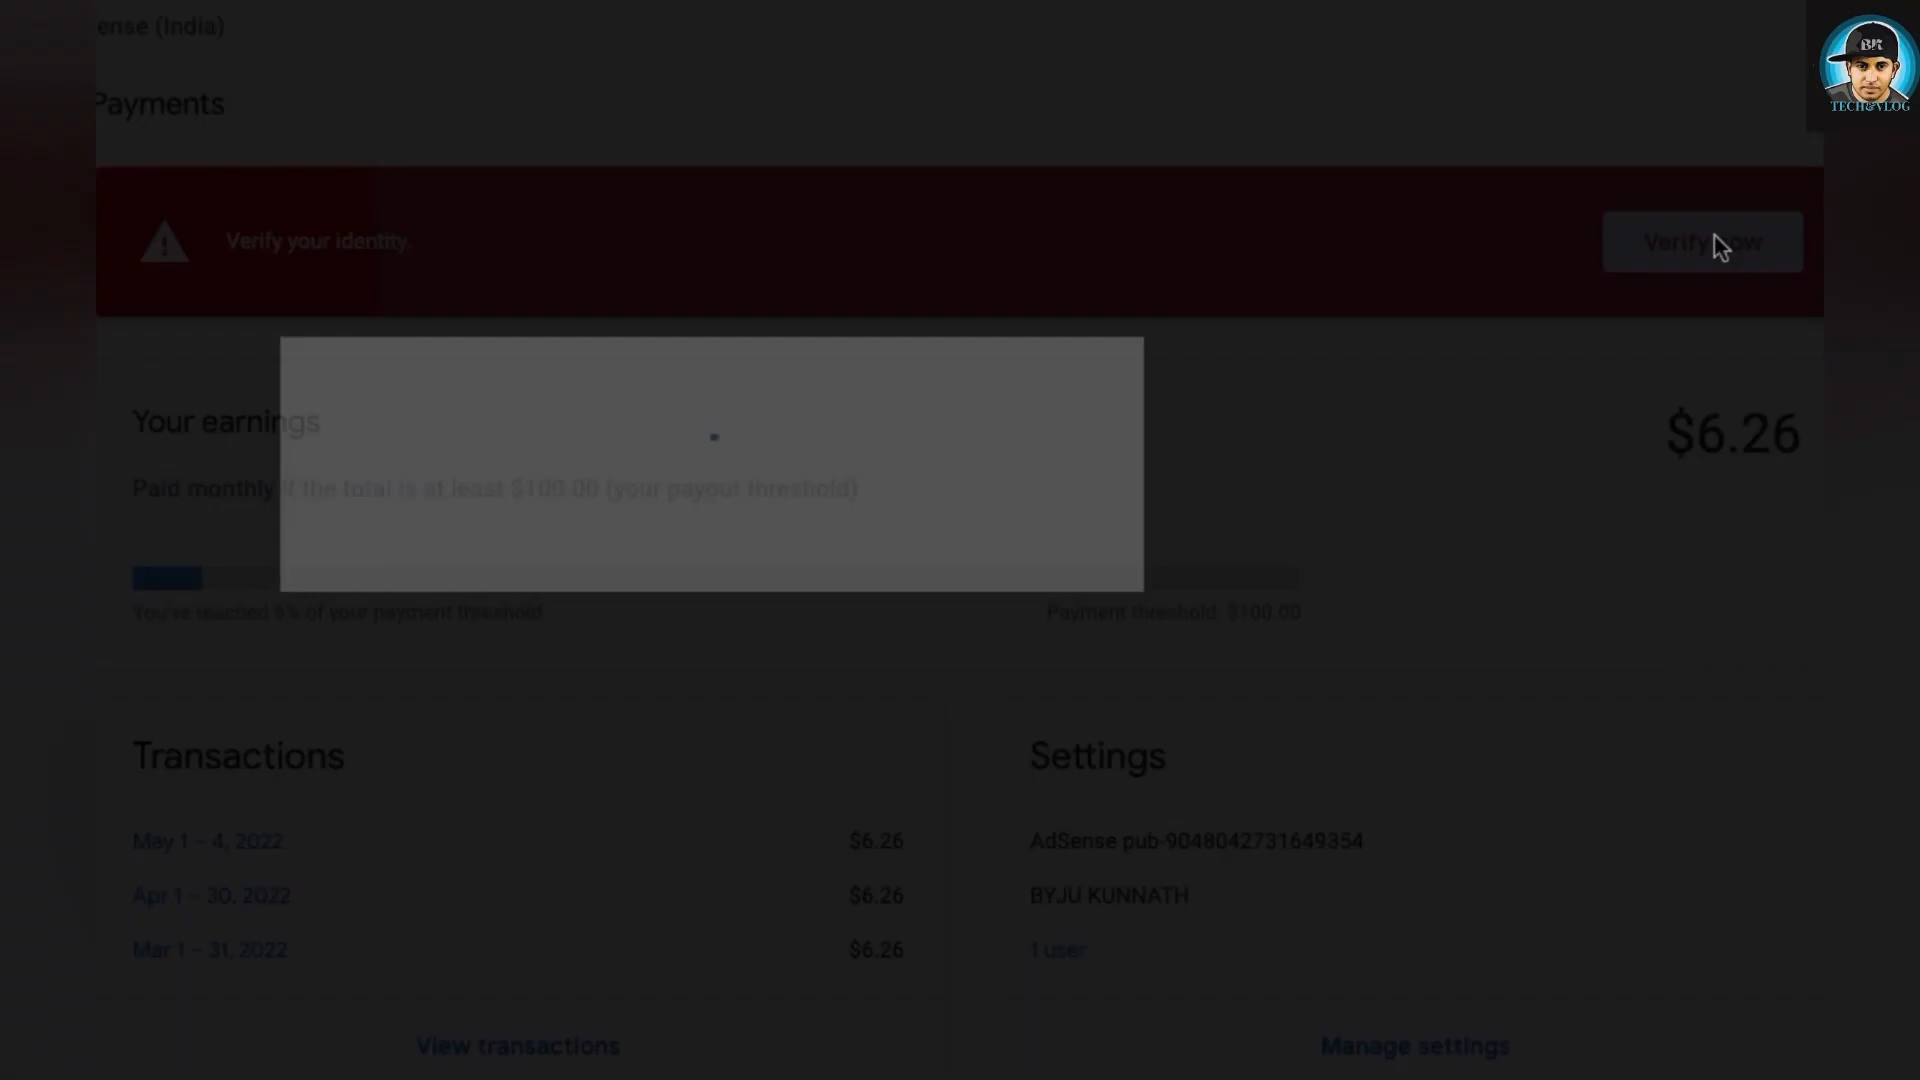 ense (India)
BK
TECH&VLOG
Payments
Verify your identity.
Verify now
Your earnings
$6.26
Paid monthly if the total is at least $100.00 (your payout threshold)
You've reached 6% of your payment threshold
Payment threshold: $100.00
Transactions
Settings
May 1 – 4, 2022
$6.26
AdSense pub-9048042731649354
Apr 1 – 30, 2022
$6.26
BYJU KUNNATH
Mar 1 – 31, 2022
$6.26
1 user
View transactions
Manage settings